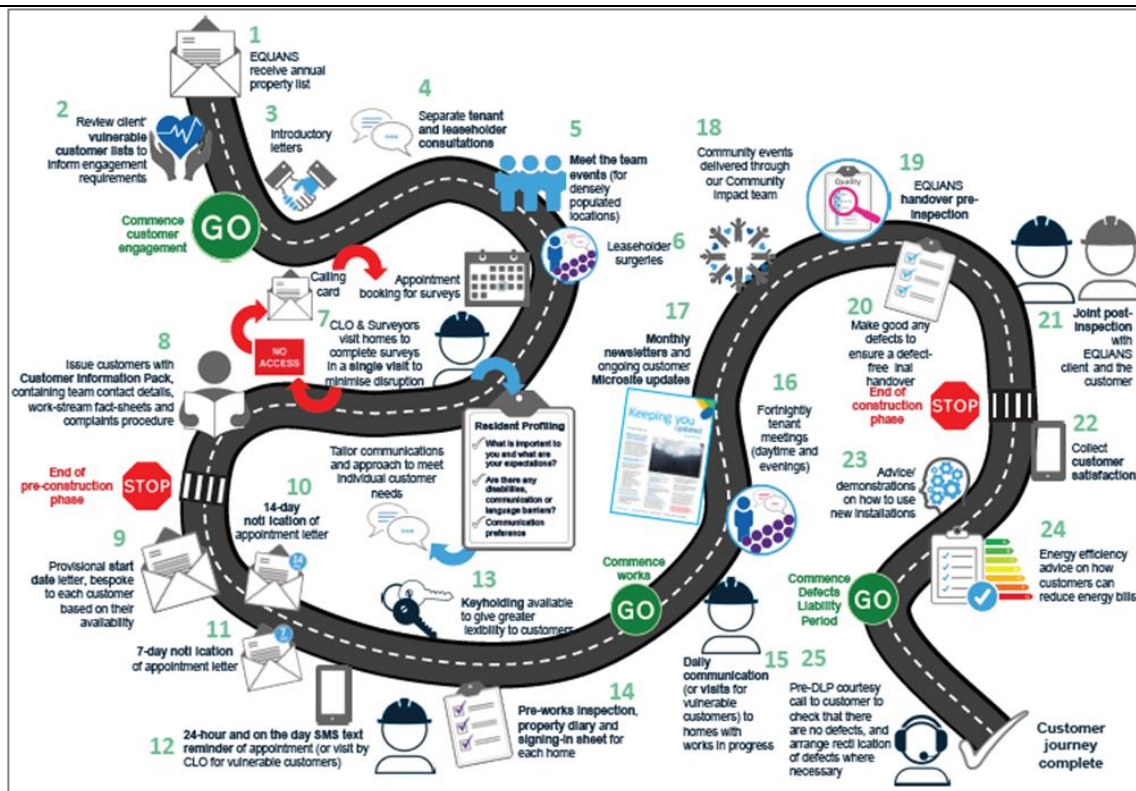 1
EQUANS
receive annual
property list
2
Review client'
vulnerable
customer lists to
inform engagement
requirements
3
Introductory
letters
4
Separate tenant
and leaseholder
consultations
5
Meet the team
events (for
densely
populated
locations)
Commence
customer
engagement
GO
6
Leaseholder
surgeries
Calling
card
Appointment
booking for surveys
7
CLO & Surveyors
visit homes to
complete surveys
in a single visit to
minimise disruption
NO
ACCESS
8
Issue customers with
Customer Information Pack,
containing team contact details,
work-stream fact-sheets and
complaints procedure
Resident Profiling
What is important to
you and what are
your expectations?
Are there any
disabilities,
communication or
language barriers?
Communication
preference
Tailor communications
and approach to meet
individual customer
needs
End of
pre-construction
phase
STOP
9
Provisional start
date letter, bespoke
to each customer
based on their
availability
10
14-day
noti ication of
appointment letter
14
11
7-day noti ication
of appointment letter
7
12
24-hour and on the day SMS text
reminder of appointment (or visit by
CLO for vulnerable customers)
13
Keyholding available
to give greater
lexibility to customers
14
Pre-works inspection,
property diary and
signing-in sheet for
each home
Commence
works
GO
15
Daily
communication
(or visits for
vulnerable
customers) to
homes with
works in progress
16
Fortnightly
tenant
meetings
(daytime and
evenings)
17
Monthly
newsletters and
ongoing customer
Microsite updates
Keeping you
updated
18
Community events
delivered through
our Community
Impact team
Quality
19
EQUANS
handover pre-
inspection
20
Make good any
defects to
ensure a defect-
free inal
handover
21
Joint post-
inspection
with
EQUANS
client and the
customer
End of
construction
phase
STOP
22
Collect
customer
satisfaction
23
Advice/
demonstrations
on how to use
new installations
24
Energy efficiency
advice on how
customers can
reduce energy bills
Commence
Defects
Liability
Period
GO
25
Pre-DLP courtesy
call to customer to
check that there
are no defects, and
arrange recti ication
of defects where
necessary
Customer
journey
complete